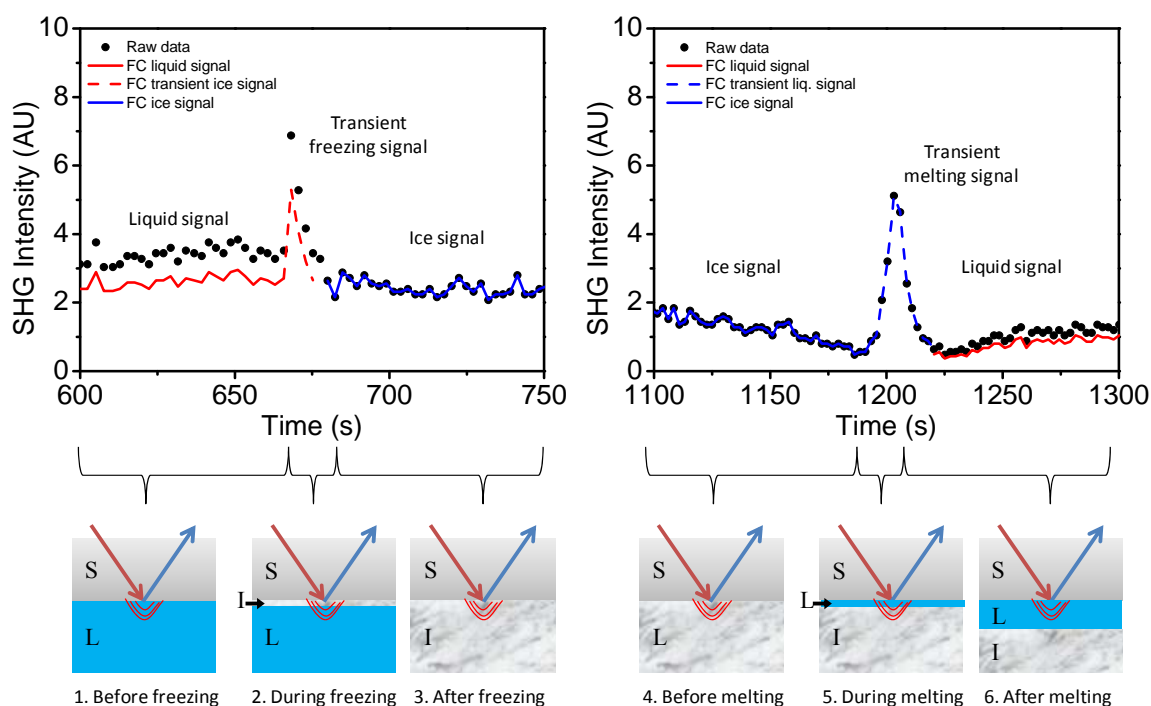 10
8
6
4
2
0
SHG Intensity (AU)
Raw data
FC liquid signal
FC transient ice signal
FC ice signal
Transient
freezing signal
Liquid signal
Ice signal
600
650
700
750
Time (s)
10
8
6
4
2
0
SHG Intensity (AU)
Raw data
FC liquid signal
FC transient liq. signal
FC ice signal
Transient
melting signal
Ice signal
Liquid signal
1100
1150
1200
1250
1300
Time (s)
S
L
1. Before freezing
S
I
L
2. During freezing
S
I
3. After freezing
S
L
4. Before melting
S
L
I
5. During melting
S
L
I
6. After melting